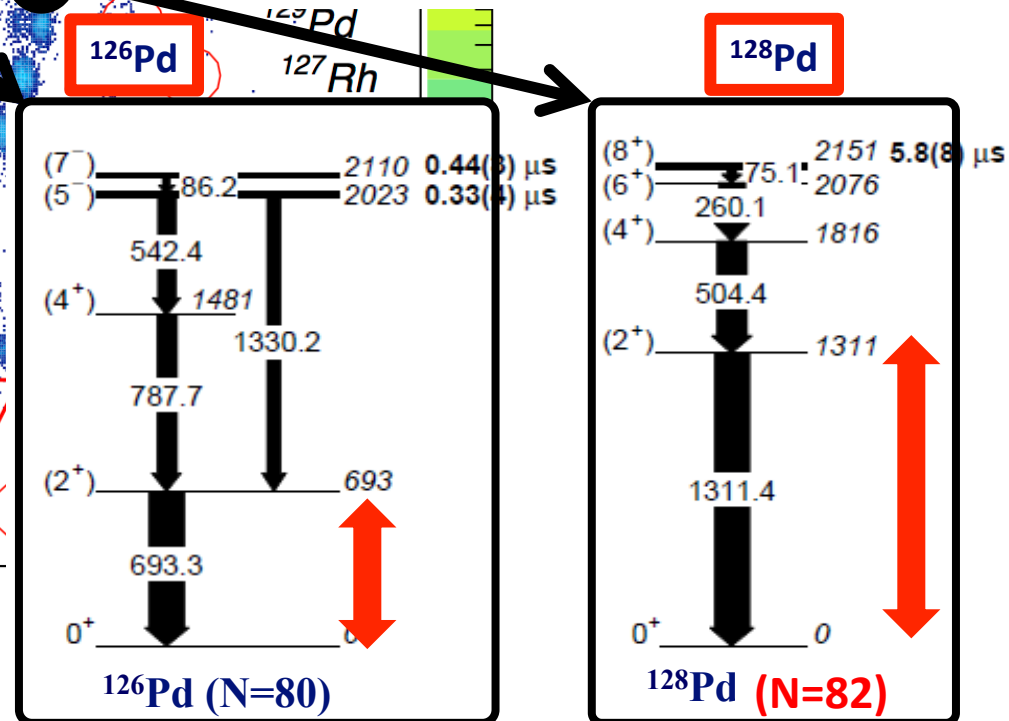 ¹²⁹Pd
¹²⁶Pd
¹²⁷Rh
¹²⁸Pd
(7⁻) 2110 0.44(3) μs
86.2
(5⁻) 2023 0.33(4) μs
542.4
(4⁺) 1481
1330.2
787.7
(2⁺) 693
693.3
0⁺ 0
¹²⁶Pd (N=80)
(8⁺) 2151 5.8(8) μs
75.1
(6⁺) 2076
260.1
(4⁺) 1816
504.4
(2⁺) 1311
1311.4
0⁺ 0
¹²⁸Pd (N=82)